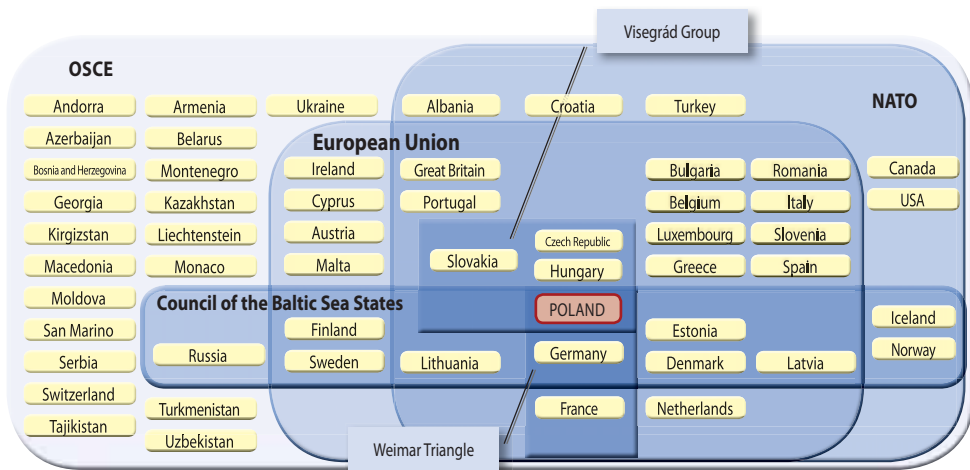 Visegrád Group
OSCE
NATO
Andorra
Armenia
Ukraine
Albania
Croatia
Turkey
Azerbaijan
Belarus
European Union
Bosnia and Herzegovina
Montenegro
Ireland
Great Britain
Bulgaria
Romania
Canada
Georgia
Kazakhstan
Cyprus
Portugal
Belgium
Italy
USA
Kirgizstan
Liechtenstein
Austria
Slovakia
Czech Republic
Luxembourg
Slovenia
Macedonia
Monaco
Malta
Hungary
Greece
Spain
Moldova
Council of the Baltic Sea States
POLAND
San Marino
Finland
Estonia
Iceland
Serbia
Russia
Sweden
Lithuania
Germany
Denmark
Latvia
Norway
Switzerland
Turkmenistan
France
Netherlands
Tajikistan
Uzbekistan
Weimar Triangle